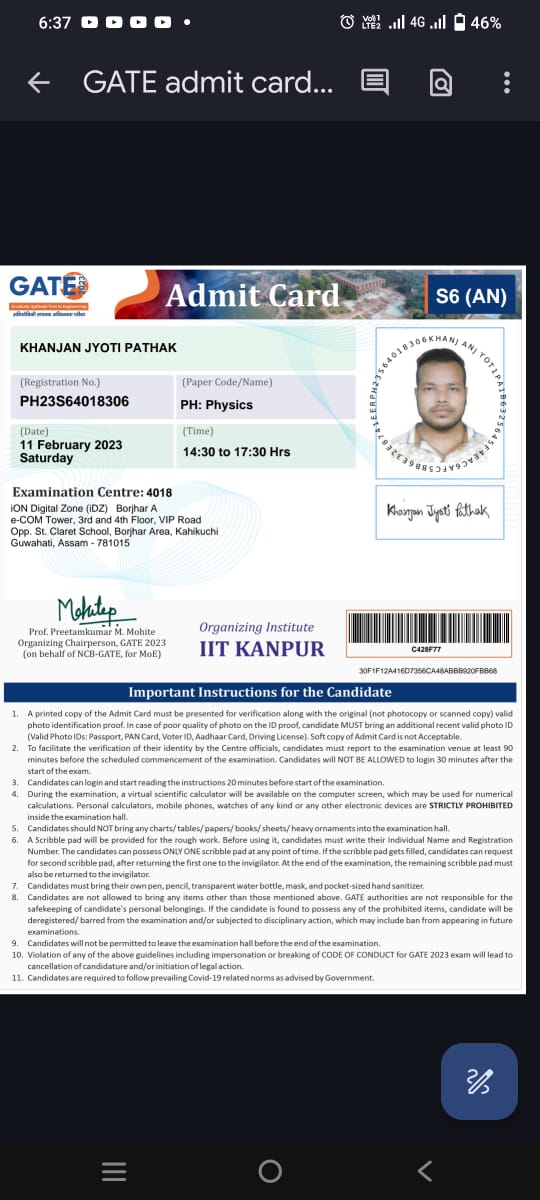 6:37
Vo)) 1
LTE2
4G
46%
GATE admit card...
GATE 2023
Graduate Aptitude Test in Engineering
अभियांत्रिकी स्नातक अभिक्षमता परीक्षा
Admit Card
S6 (AN)
KHANJAN JYOTI PATHAK
(Registration No.)
(Paper Code/Name)
PH23S64018306
PH: Physics
(Date)
(Time)
11 February 2023
Saturday
14:30 to 17:30 Hrs
Khanjan Jyoti Pathak
Examination Centre: 4018
iON Digital Zone (iDZ) Borjhar A
e-COM Tower, 3rd and 4th Floor, VIP Road
Opp. St. Claret School, Borjhar Area, Kahikuchi
Guwahati, Assam - 781015
Prof. Preetamkumar M. Mohite
Organizing Chairperson, GATE 2023
(on behalf of NCB-GATE, for MoE)
Organizing Institute
IIT KANPUR
C428F77
30F1F12A416D7356CA48ABBB920FBB68
Important Instructions for the Candidate
1. A printed copy of the Admit Card must be presented for verification along with the original (not photocopy or scanned copy) valid
photo identification proof. In case of poor quality of photo on the ID proof, candidate MUST bring an additional recent valid photo ID
(Valid Photo IDs: Passport, PAN Card, Voter ID, Aadhaar Card, Driving License). Soft copy of Admit Card is not Acceptable.
2. To facilitate the verification of their identity by the Centre officials, candidates must report to the examination venue at least 90
minutes before the scheduled commencement of the examination. Candidates will NOT BE ALLOWED to login 30 minutes after the
start of the exam.
3. Candidates can login and start reading the instructions 20 minutes before start of the examination.
4. During the examination, a virtual scientific calculator will be available on the computer screen, which may be used for numerical
calculations. Personal calculators, mobile phones, watches of any kind or any other electronic devices are STRICTLY PROHIBITED
inside the examination hall.
5. Candidates should NOT bring any charts/ tables/ papers/ books/ sheets/ heavy ornaments into the examination hall.
6. A Scribble pad will be provided for the rough work. Before using it, candidates must write their Individual Name and Registration
Number. The candidates can possess ONLY ONE scribble pad at any point of time. If the scribble pad gets filled, candidates can request
for second scribble pad, after returning the first one to the invigilator. At the end of the examination, the remaining scribble pad must
also be returned to the invigilator.
7. Candidates must bring their own pen, pencil, transparent water bottle, mask, and pocket-sized hand sanitizer.
8. Candidates are not allowed to bring any items other than those mentioned above. GATE authorities are not responsible for the
safekeeping of candidate's personal belongings. If the candidate is found to possess any of the prohibited items, candidate will be
deregistered/ barred from the examination and/or subjected to disciplinary action, which may include ban from appearing in future
examinations.
9. Candidates will not be permitted to leave the examination hall before the end of the examination.
10. Violation of any of the above guidelines including impersonation or breaking of CODE OF CONDUCT for GATE 2023 exam will lead to
cancellation of candidature and/or initiation of legal action.
11. Candidates are required to follow prevailing Covid-19 related norms as advised by Government.